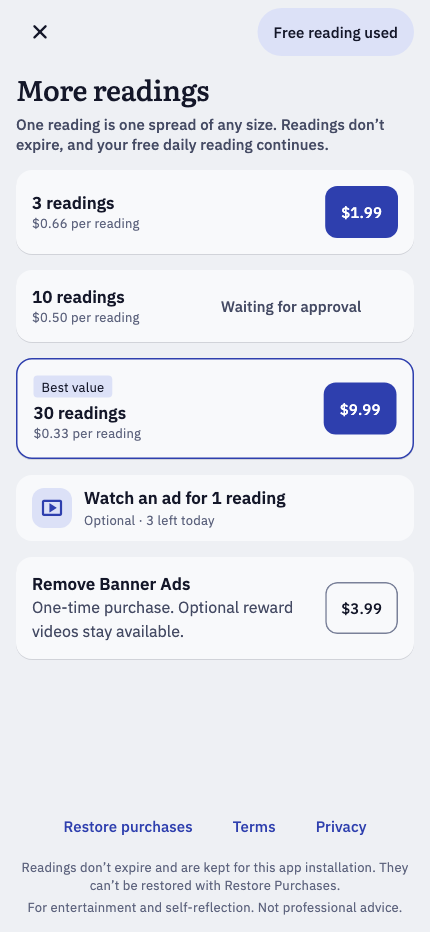 Free reading used
More readings
One reading is one spread of any size. Readings don’t
expire, and your free daily reading continues.
3 readings
$0.66 per reading
$1.99
10 readings
$0.50 per reading
Waiting for approval
Best value
30 readings
$0.33 per reading
$9.99
Watch an ad for 1 reading
Optional · 3 left today
Remove Banner Ads
One-time purchase. Optional reward
videos stay available.
$3.99
Restore purchases
Terms
Privacy
Readings don’t expire and are kept for this app installation. They
can’t be restored with Restore Purchases.
For entertainment and self-reflection. Not professional advice.